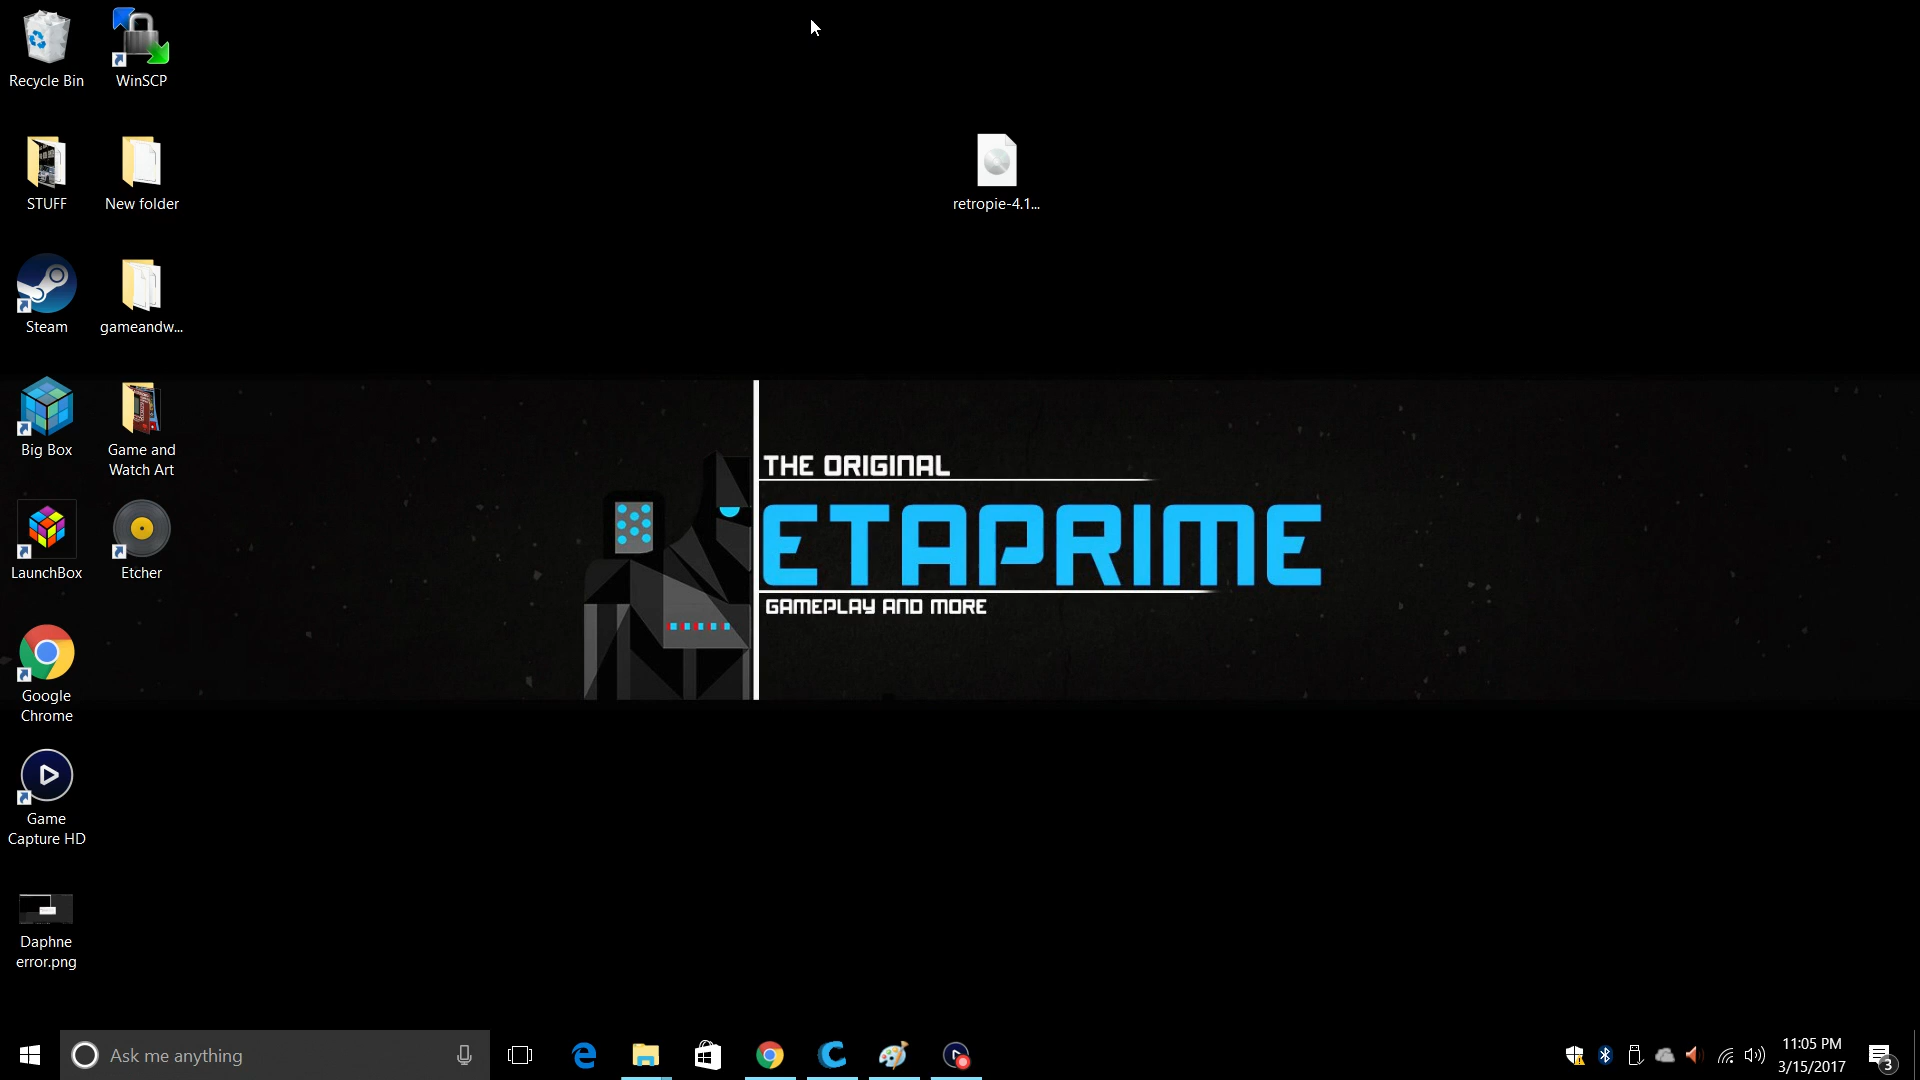 Recycle Bin
WinSCP
STUFF
New folder
retropie-4.1...
Steam
gameandw...
Big Box
Game and
Watch Art
LaunchBox
Etcher
Google
Chrome
Game
Capture HD
Daphne
error.png
THE ORIGINAL
ETAPRIME
GAMEPLAY AND MORE
Ask me anything
11:05 PM
3/15/2017
3